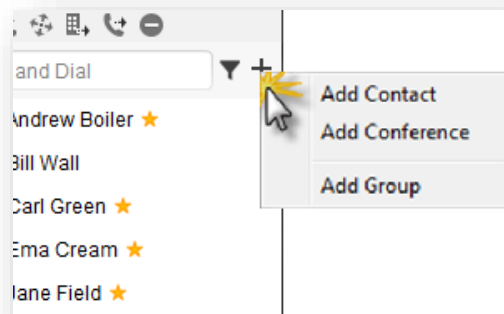 and Dial
Andrew Boiler
Bill Wall
Carl Green
Ema Cream
Jane Field
Add Contact
Add Conference
Add Group